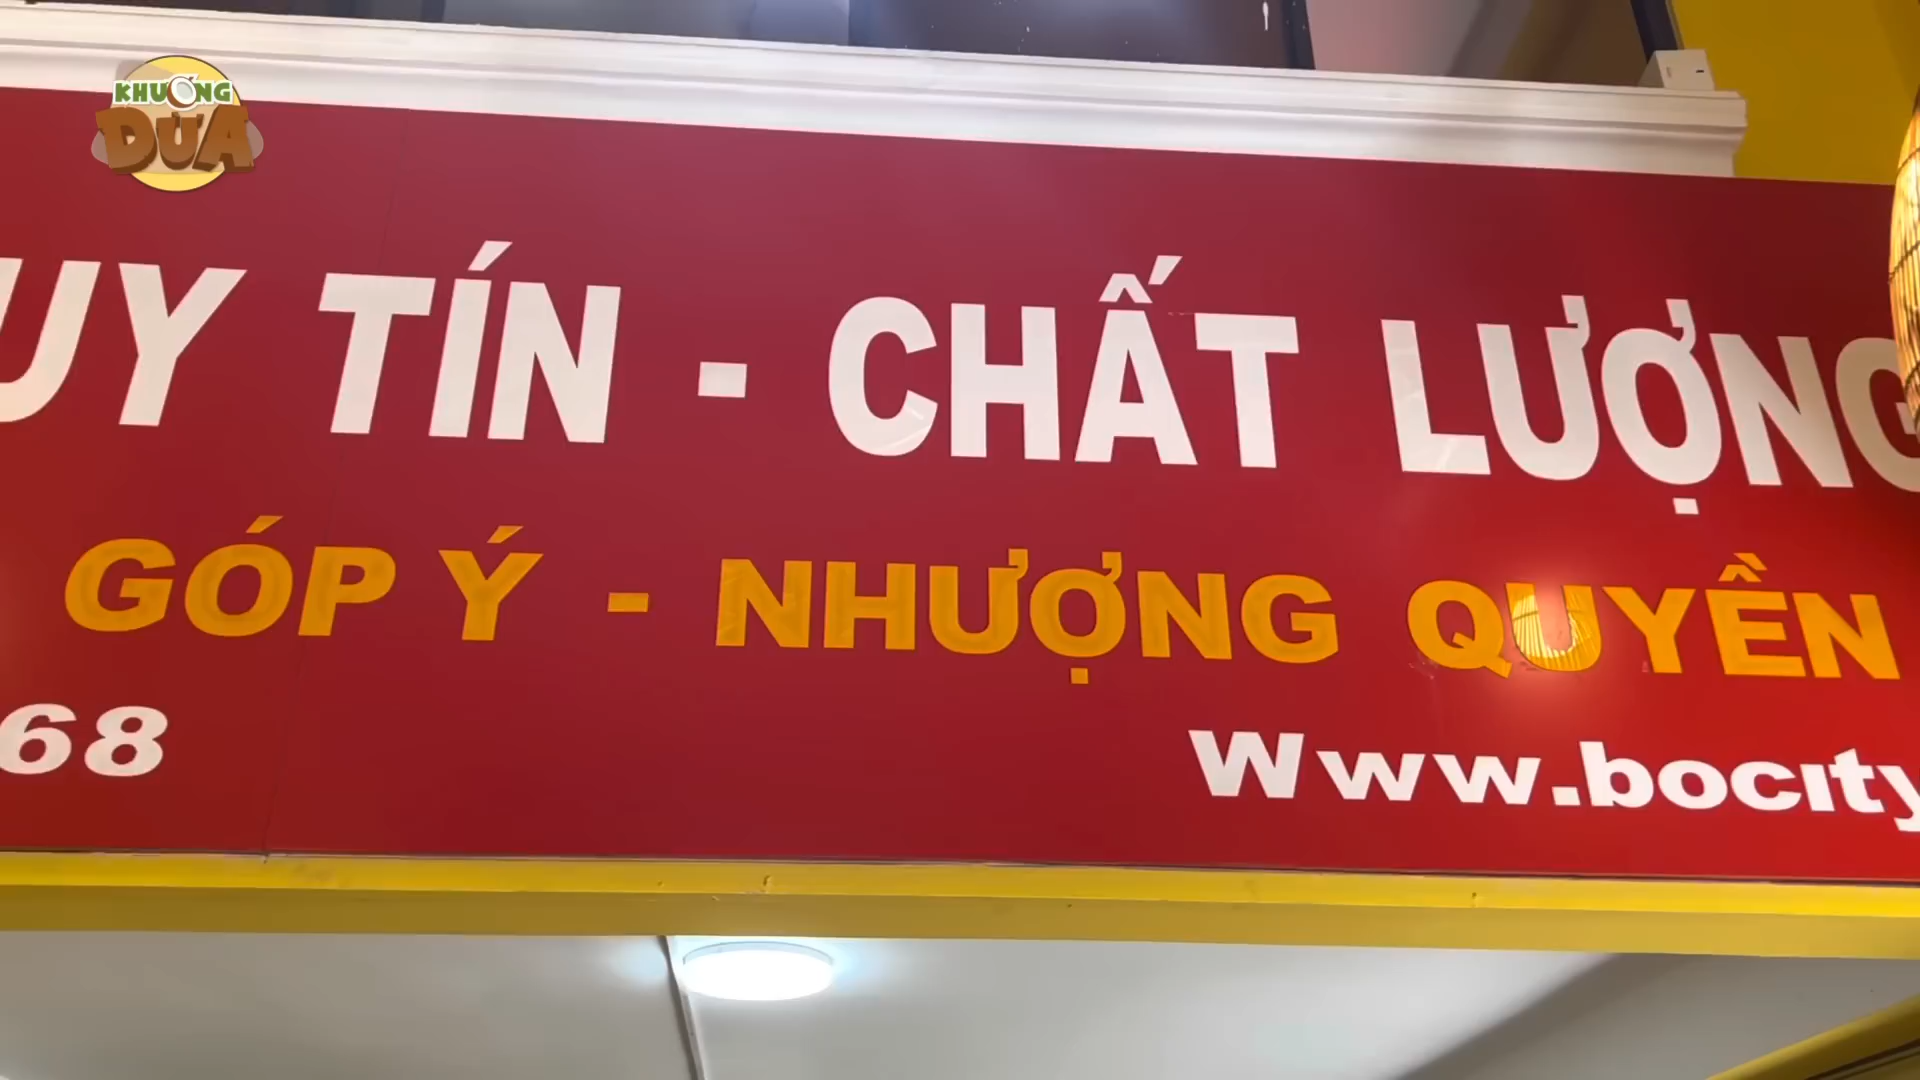 KHƯƠNG
DỪA
UY TÍN - CHẤT LƯỢNG
GÓP Ý - NHƯỢNG QUYỀN
68
Www.bocity